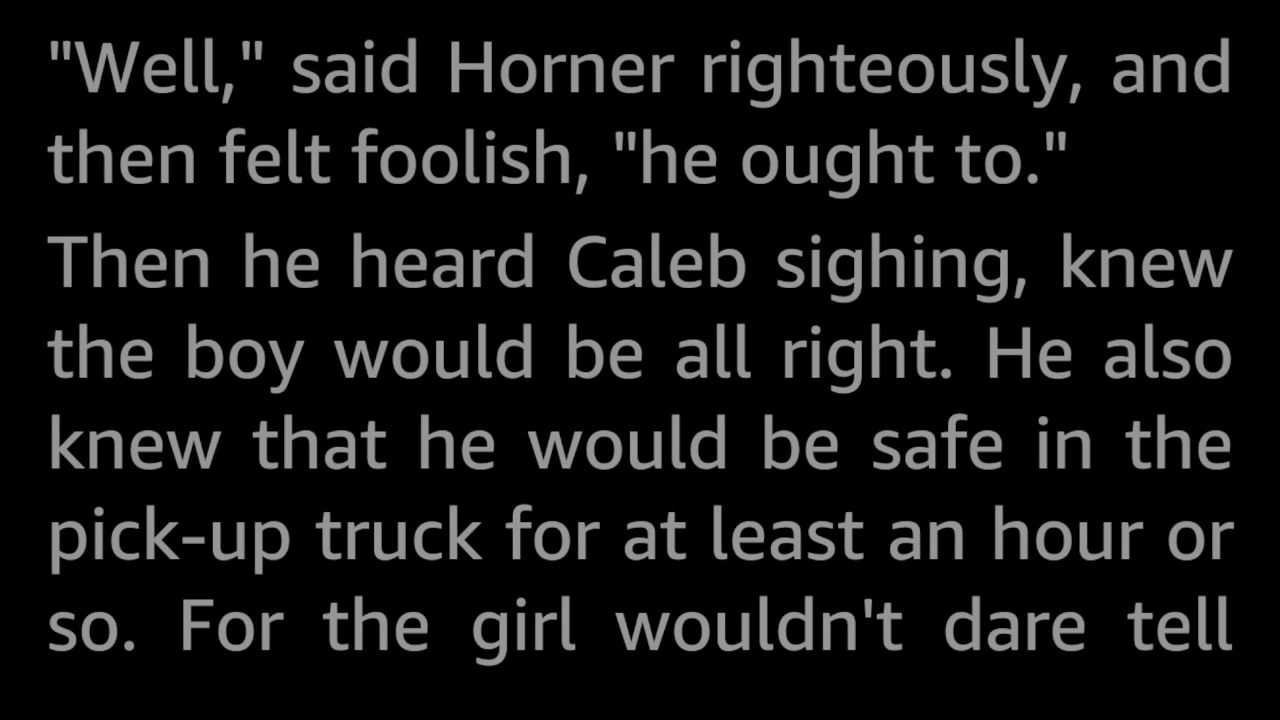 "Well," said Horner righteously, and
then felt foolish, "he ought to."
Then he heard Caleb sighing, knew
the boy would be all right. He also
knew that he would be safe in the
pick-up truck for at least an hour or
so. For the girl wouldn't dare tell